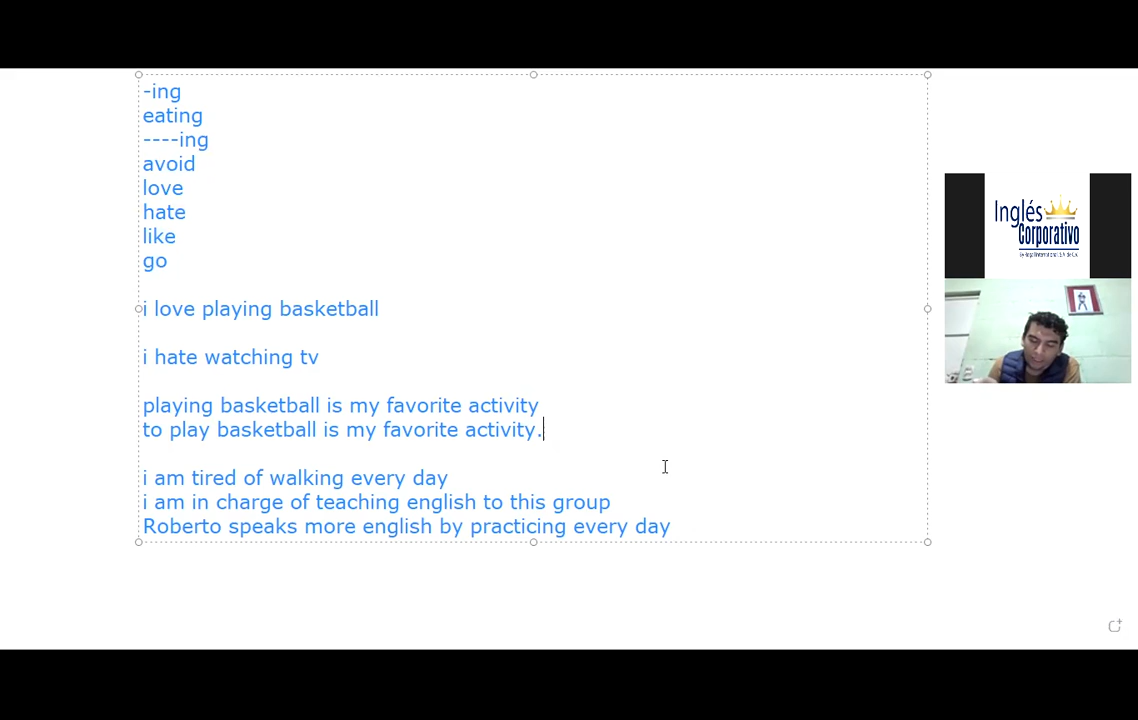 -ing
eating
----ing
avoid
love
hate
like
go
i love playing basketball
i hate watching tv
playing basketball is my favorite activity
to play basketball is my favorite activity.
i am tired of walking every day
i am in charge of teaching english to this group
Roberto speaks more english by practicing every day
Inglés
Corporativo